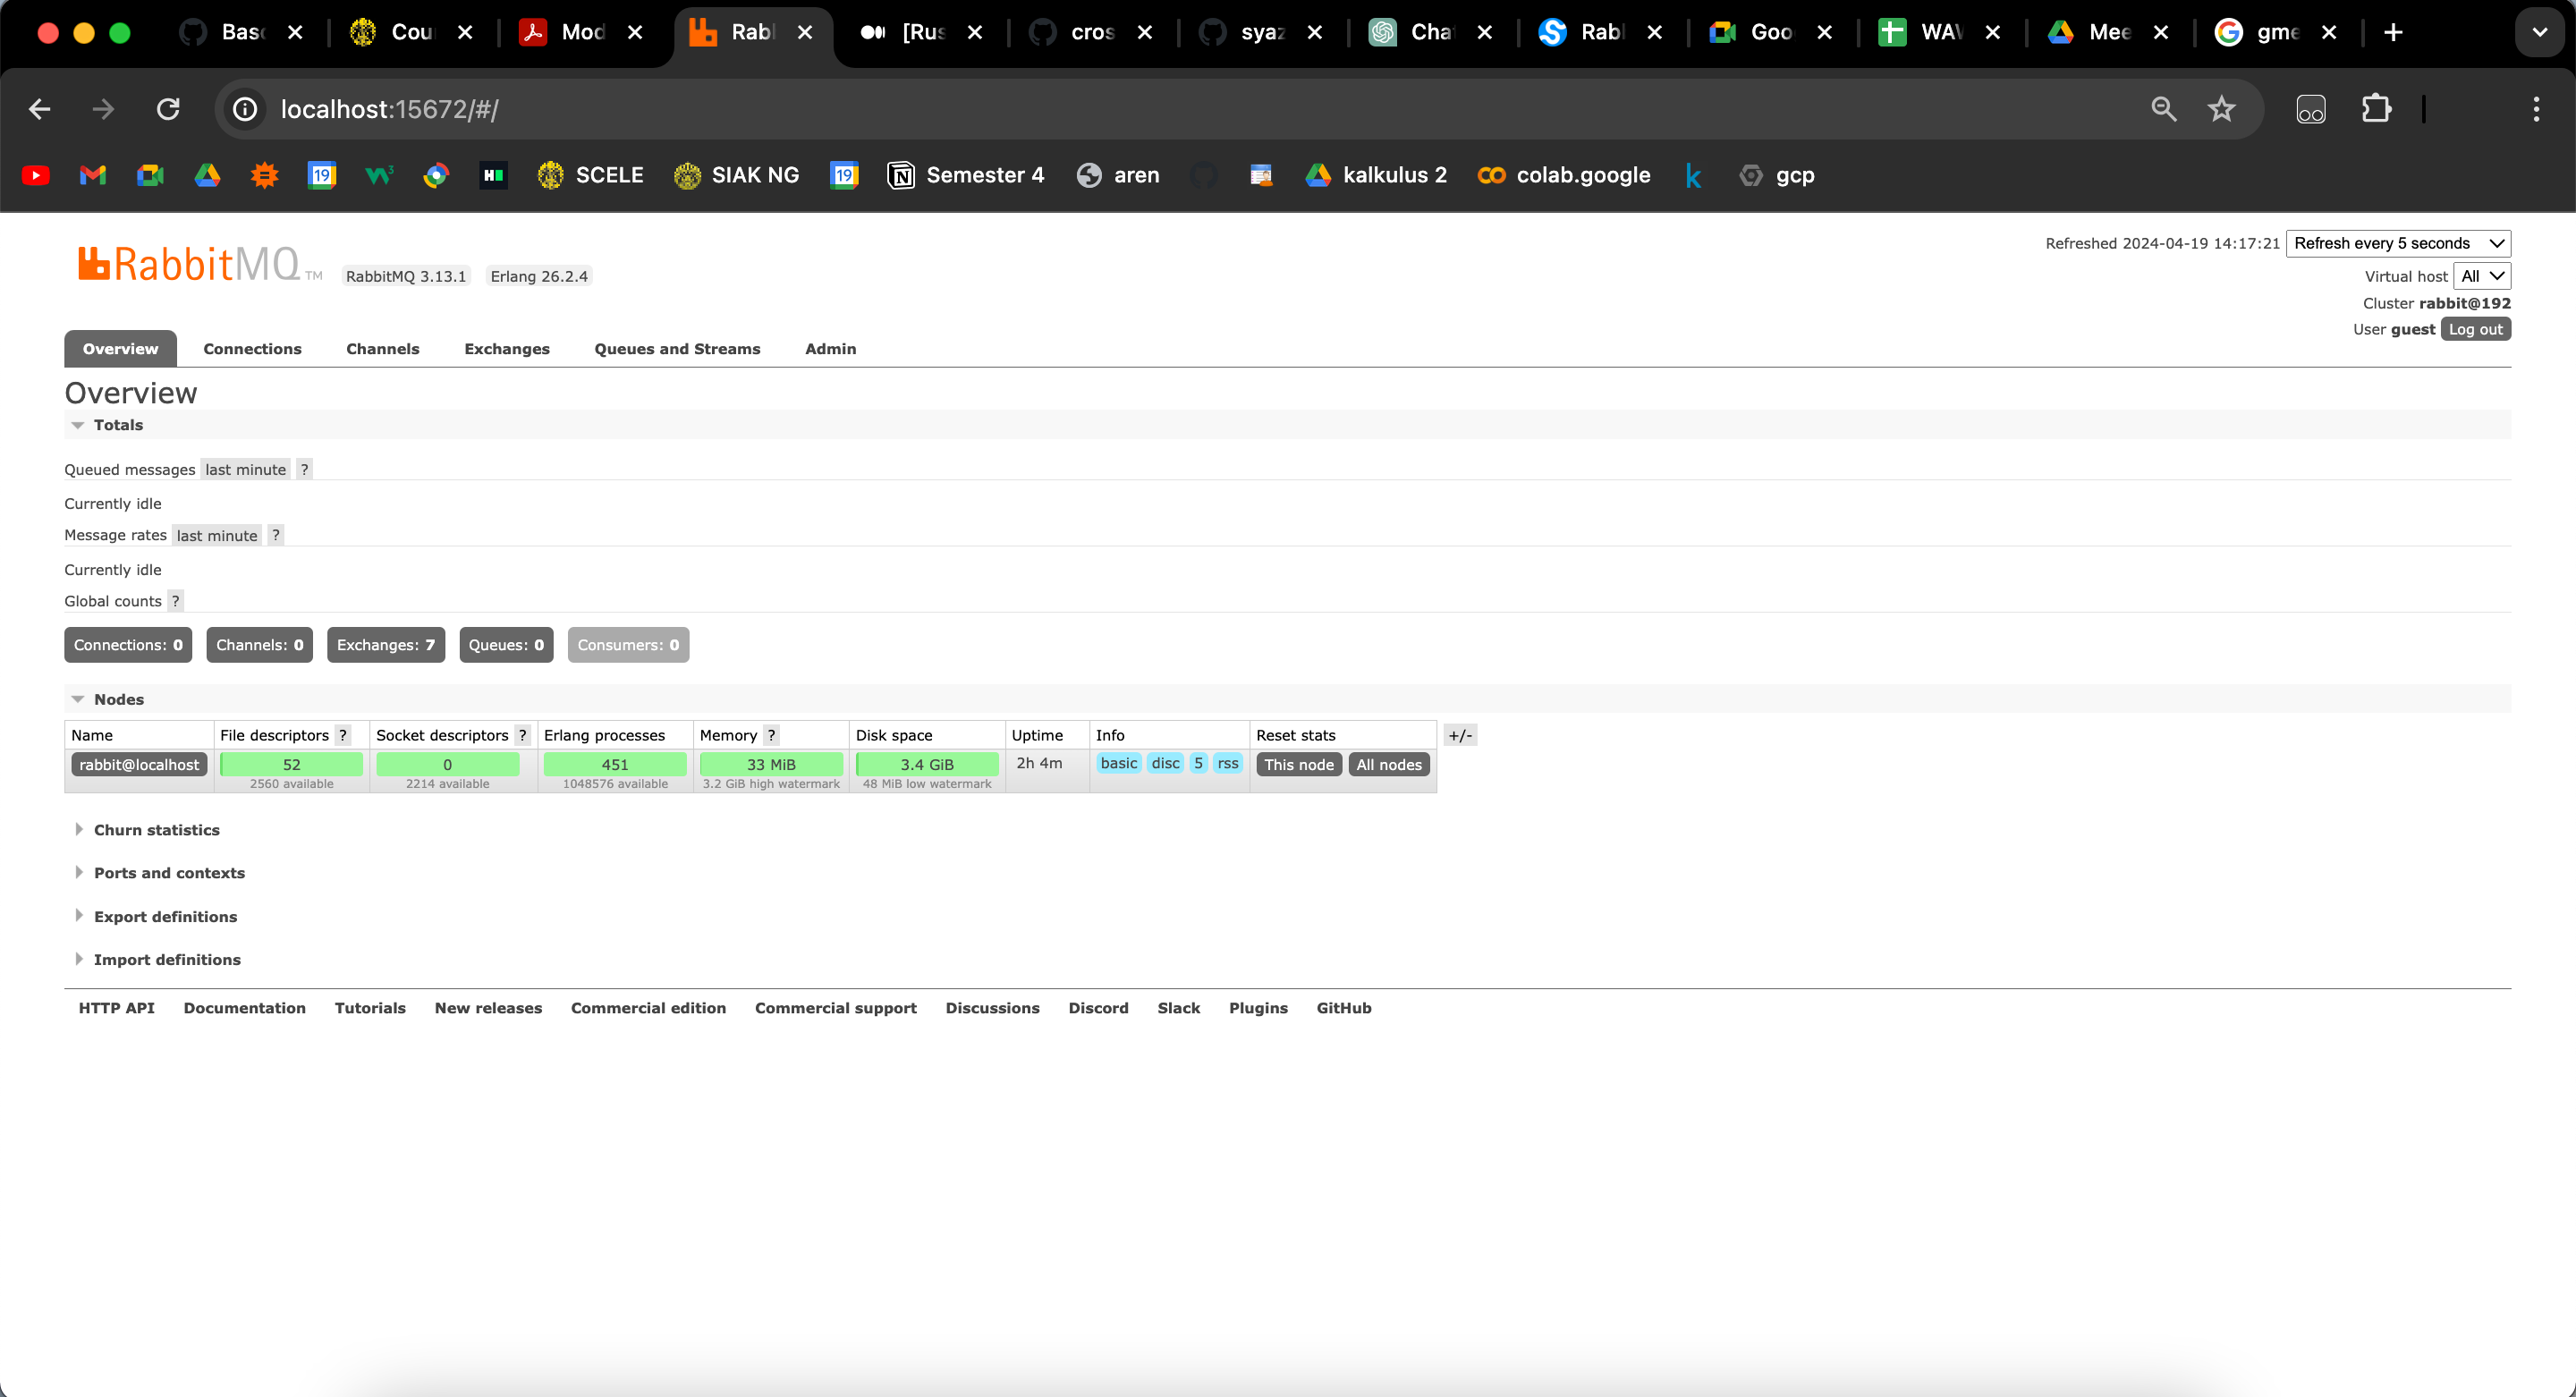 Bas Cou Mod Rab [Rus cros syaz Cha Rab Goo WAV Mee gme
localhost:15672/#/
19 H SCELE SIAK NG 19 Semester 4 aren kalkulus 2 colab.google k gcp
RabbitMQ TM RabbitMQ 3.13.1 Erlang 26.2.4
Refreshed 2024-04-19 14:17:21 Refresh every 5 seconds
Virtual host All
Cluster rabbit@192
User guest Log out
Overview Connections Channels Exchanges Queues and Streams Admin
Overview
Totals
Queued messages last minute ?
Currently idle
Message rates last minute ?
Currently idle
Global counts ?
Connections: 0 Channels: 0 Exchanges: 7 Queues: 0 Consumers: 0
Nodes
Name File descriptors ? Socket descriptors ? Erlang processes Memory ? Disk space Uptime Info Reset stats +/-
rabbit@localhost 52 0 451 33 MiB 3.4 GiB 2h 4m basic disc 5 rss This node All nodes
2560 available 2214 available 1048576 available 3.2 GiB high watermark 48 MiB low watermark
Churn statistics
Ports and contexts
Export definitions
Import definitions
HTTP API Documentation Tutorials New releases Commercial edition Commercial support Discussions Discord Slack Plugins GitHub